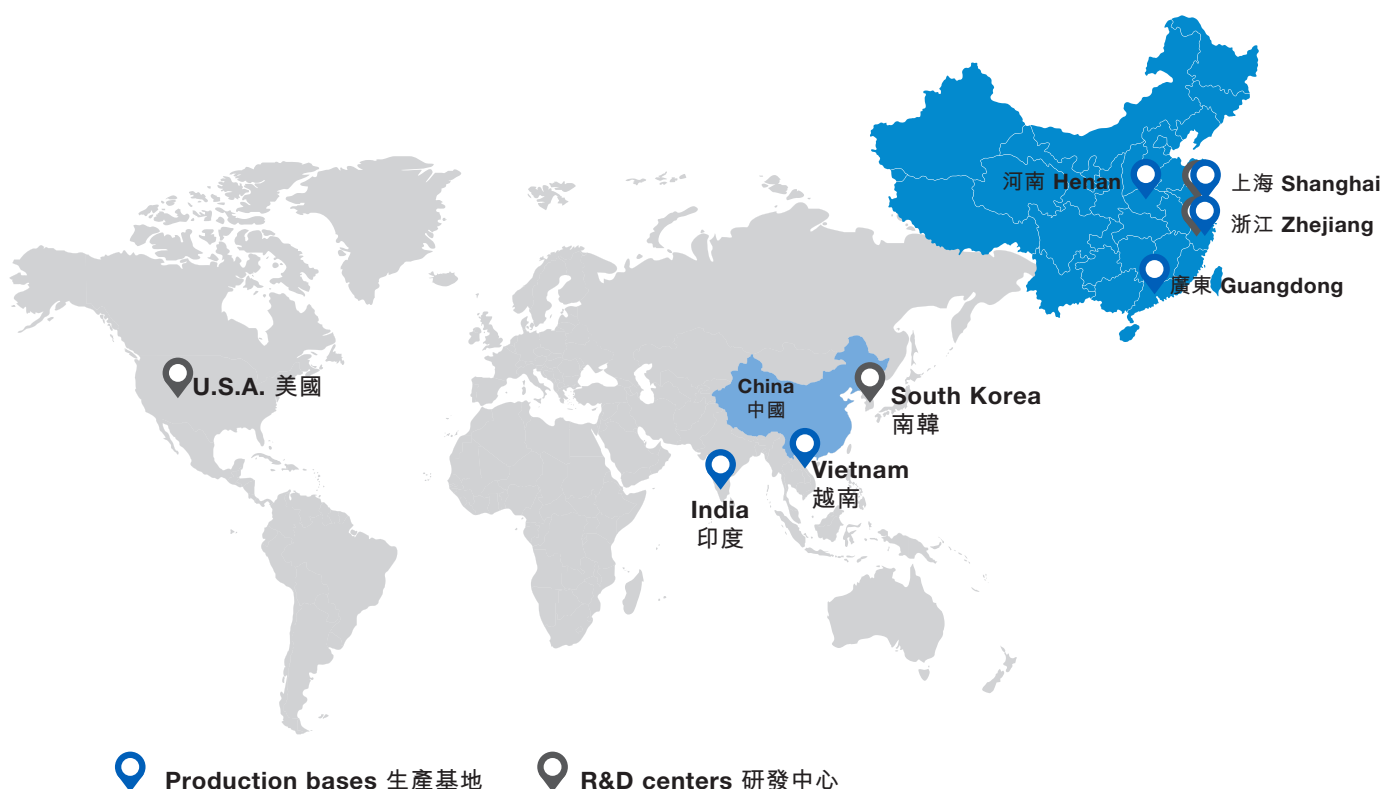 河南 Henan
上海 Shanghai
浙江 Zhejiang
廣東 Guangdong
U.S.A. 美國
China
中國
South Korea
南韓
Vietnam
越南
India
印度
Production bases 生產基地
R&D centers 研發中心